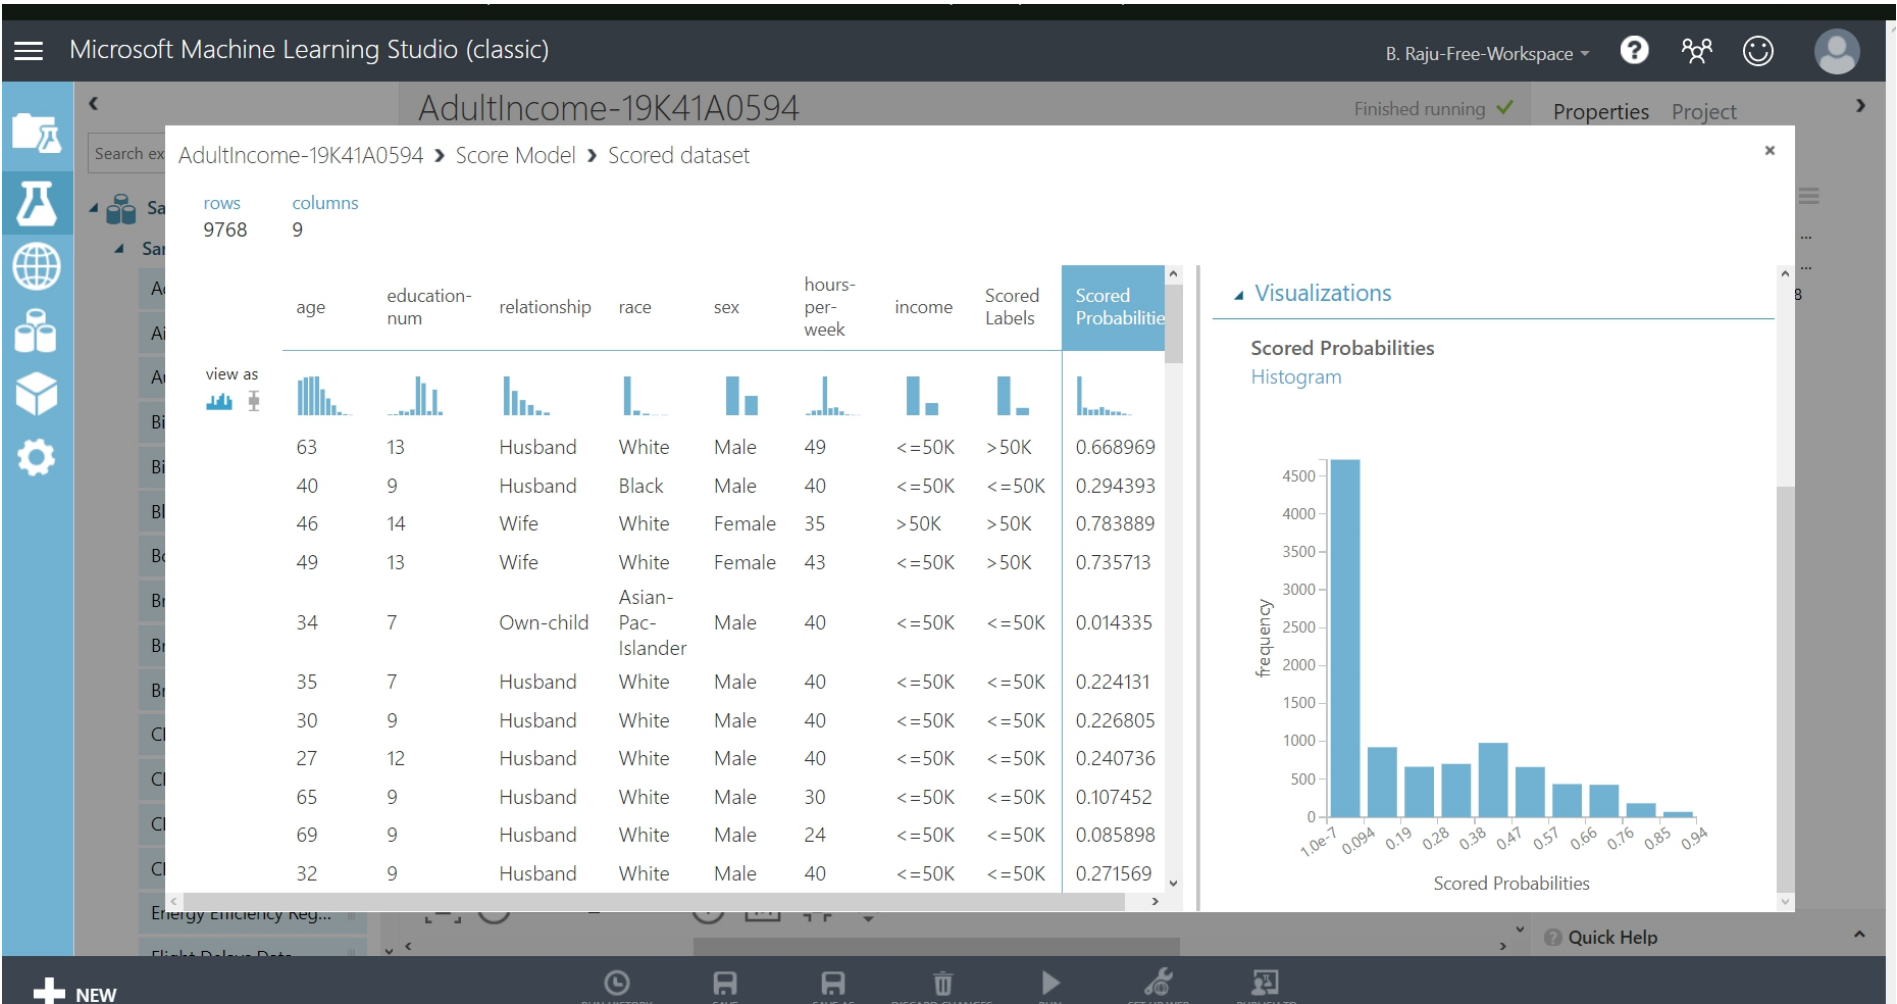 Microsoft Machine Learning Studio (classic)
B. Raju-Free-Workspace
AdultIncome-19K41A0594
Finished running
Properties Project
Search ex
AdultIncome-19K41A0594 > Score Model > Scored dataset
rows columns
9768 9
age education-num relationship race sex hours-per-week income Scored Labels Scored Probabilitie
view as
63 13 Husband White Male 49 <=50K >50K 0.668969
40 9 Husband Black Male 40 <=50K <=50K 0.294393
46 14 Wife White Female 35 >50K >50K 0.783889
49 13 Wife White Female 43 <=50K >50K 0.735713
34 7 Own-child Asian-Pac-Islander Male 40 <=50K <=50K 0.014335
35 7 Husband White Male 40 <=50K <=50K 0.224131
30 9 Husband White Male 40 <=50K <=50K 0.226805
27 12 Husband White Male 40 <=50K <=50K 0.240736
65 9 Husband White Male 30 <=50K <=50K 0.107452
69 9 Husband White Male 24 <=50K <=50K 0.085898
32 9 Husband White Male 40 <=50K <=50K 0.271569
Visualizations
Scored Probabilities
Histogram
frequency
4500
4000
3500
3000
2500
2000
1500
1000
500
0
1.0e-7 0.094 0.19 0.28 0.38 0.47 0.57 0.66 0.76 0.85 0.94
Scored Probabilities
Energy Efficiency Reg...
Quick Help
NEW